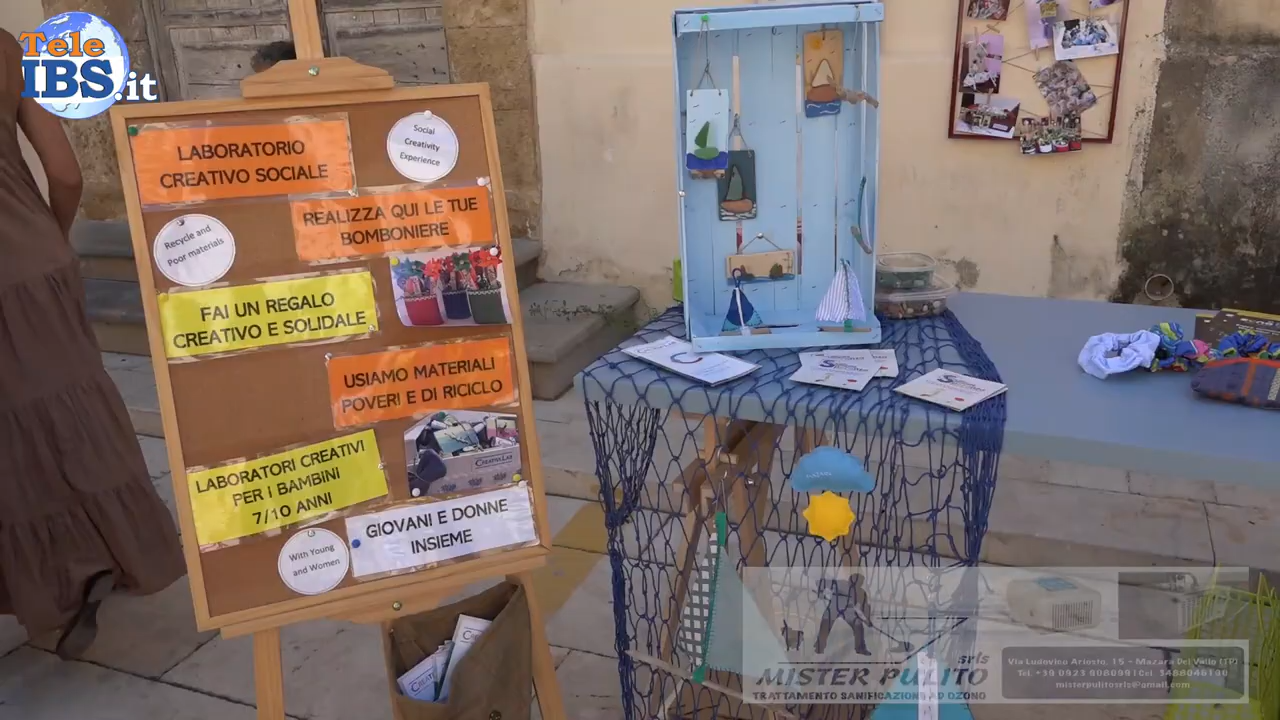 Tele
IBS.it
LABORATORIO
CREATIVO SOCIALE
Social
Creativity
Experience
REALIZZA QUI LE TUE
BOMBONIERE
Recycle and
Poor materials
FAI UN REGALO
CREATIVO E SOLIDALE
USIAMO MATERIALI
POVERI E DI RICICLO
LABORATORI CREATIVI
PER I BAMBINI
7/10 ANNI
GIOVANI E DONNE
INSIEME
With Young
and Women
MISTER PULITO srls
TRATTAMENTO SANIFICAZIONE AD OZONO
Via Ludovico Ariosto, 15 - Mazara Del Vallo (TP)
misterpulitosrls@gmail.com